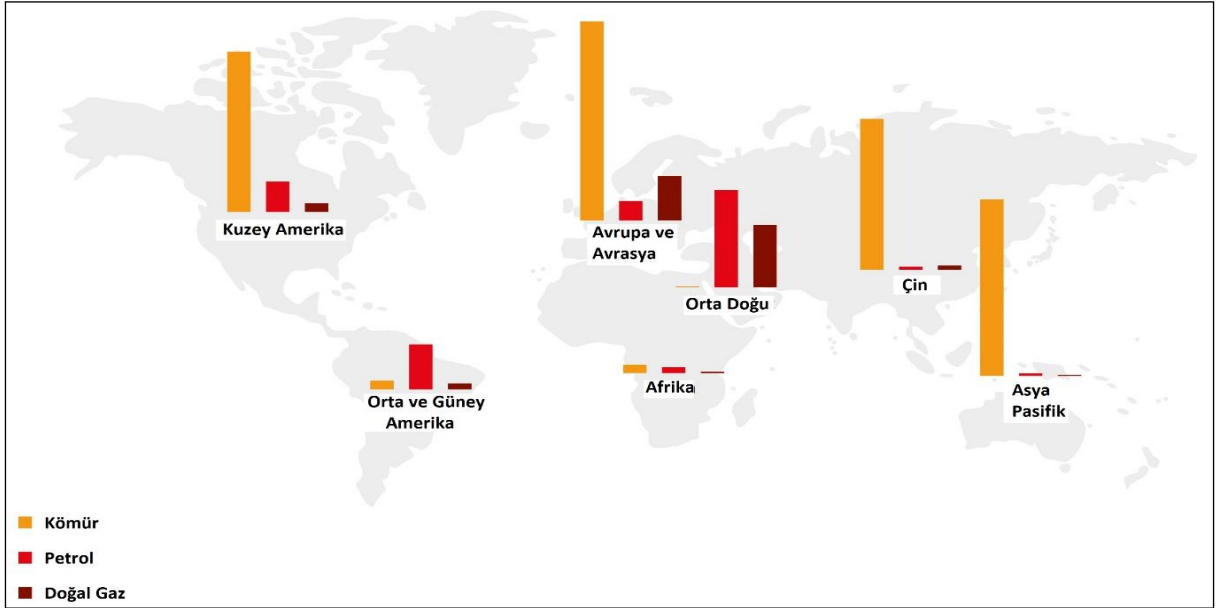 Kuzey Amerika
Avrupa ve
Avrasya
Orta Doğu
Çin
Orta ve Güney
Amerika
Afrika
Asya
Pasifik
Kömür
Petrol
Doğal Gaz